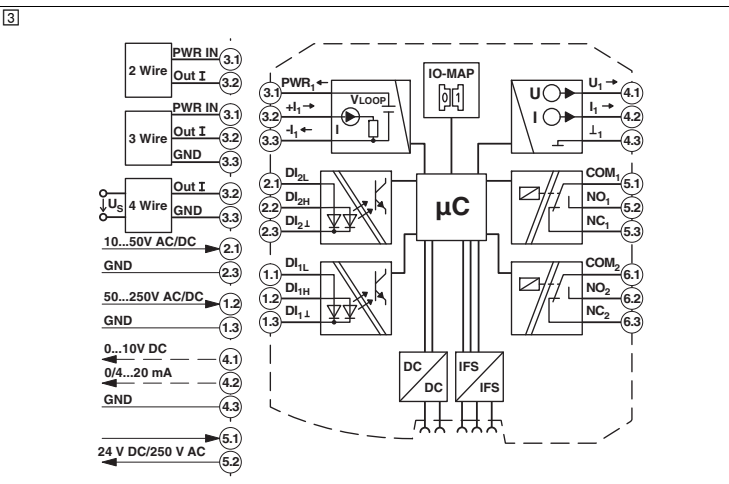 3
2 Wire
PWR IN 3.1
Out I 3.2
3 Wire
PWR IN 3.1
Out I 3.2
GND 3.3
US
4 Wire
Out I 3.2
GND 3.3
10...50V AC/DC 2.1
GND 2.3
50...250V AC/DC 1.2
GND 1.3
0...10V DC 4.1
0/4...20 mA 4.2
GND 4.3
5.1
24 V DC/250 V AC 5.2
3.1 PWR1
3.2 +I1
3.3 -I1
VLOOP
I
IO-MAP
0 1
U
I
U1 4.1
I1 4.2
⊥1 4.3
2.1 DI2L
2.2 DI2H
2.3 DI2⊥
µC
COM1 5.1
NO1 5.2
NC1 5.3
1.1 DI1L
1.2 DI1H
1.3 DI1⊥
COM2 6.1
NO2 6.2
NC2 6.3
DC
DC
IFS
IFS